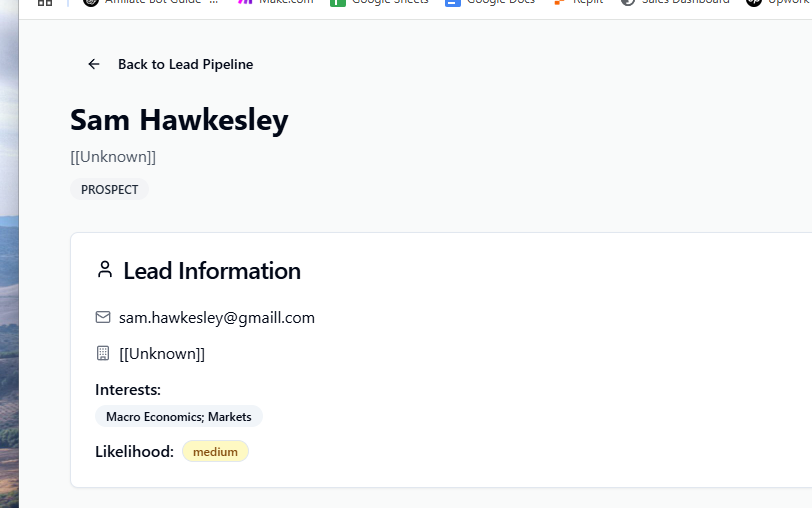 Affiliate Bot Guide - ... Make.com Google Sheets Google Docs Replit Sales Dashboard Upwork
Back to Lead Pipeline
Sam Hawkesley
[[Unknown]]
PROSPECT
Lead Information
sam.hawkesley@gmaill.com
[[Unknown]]
Interests:
Macro Economics; Markets
Likelihood: medium